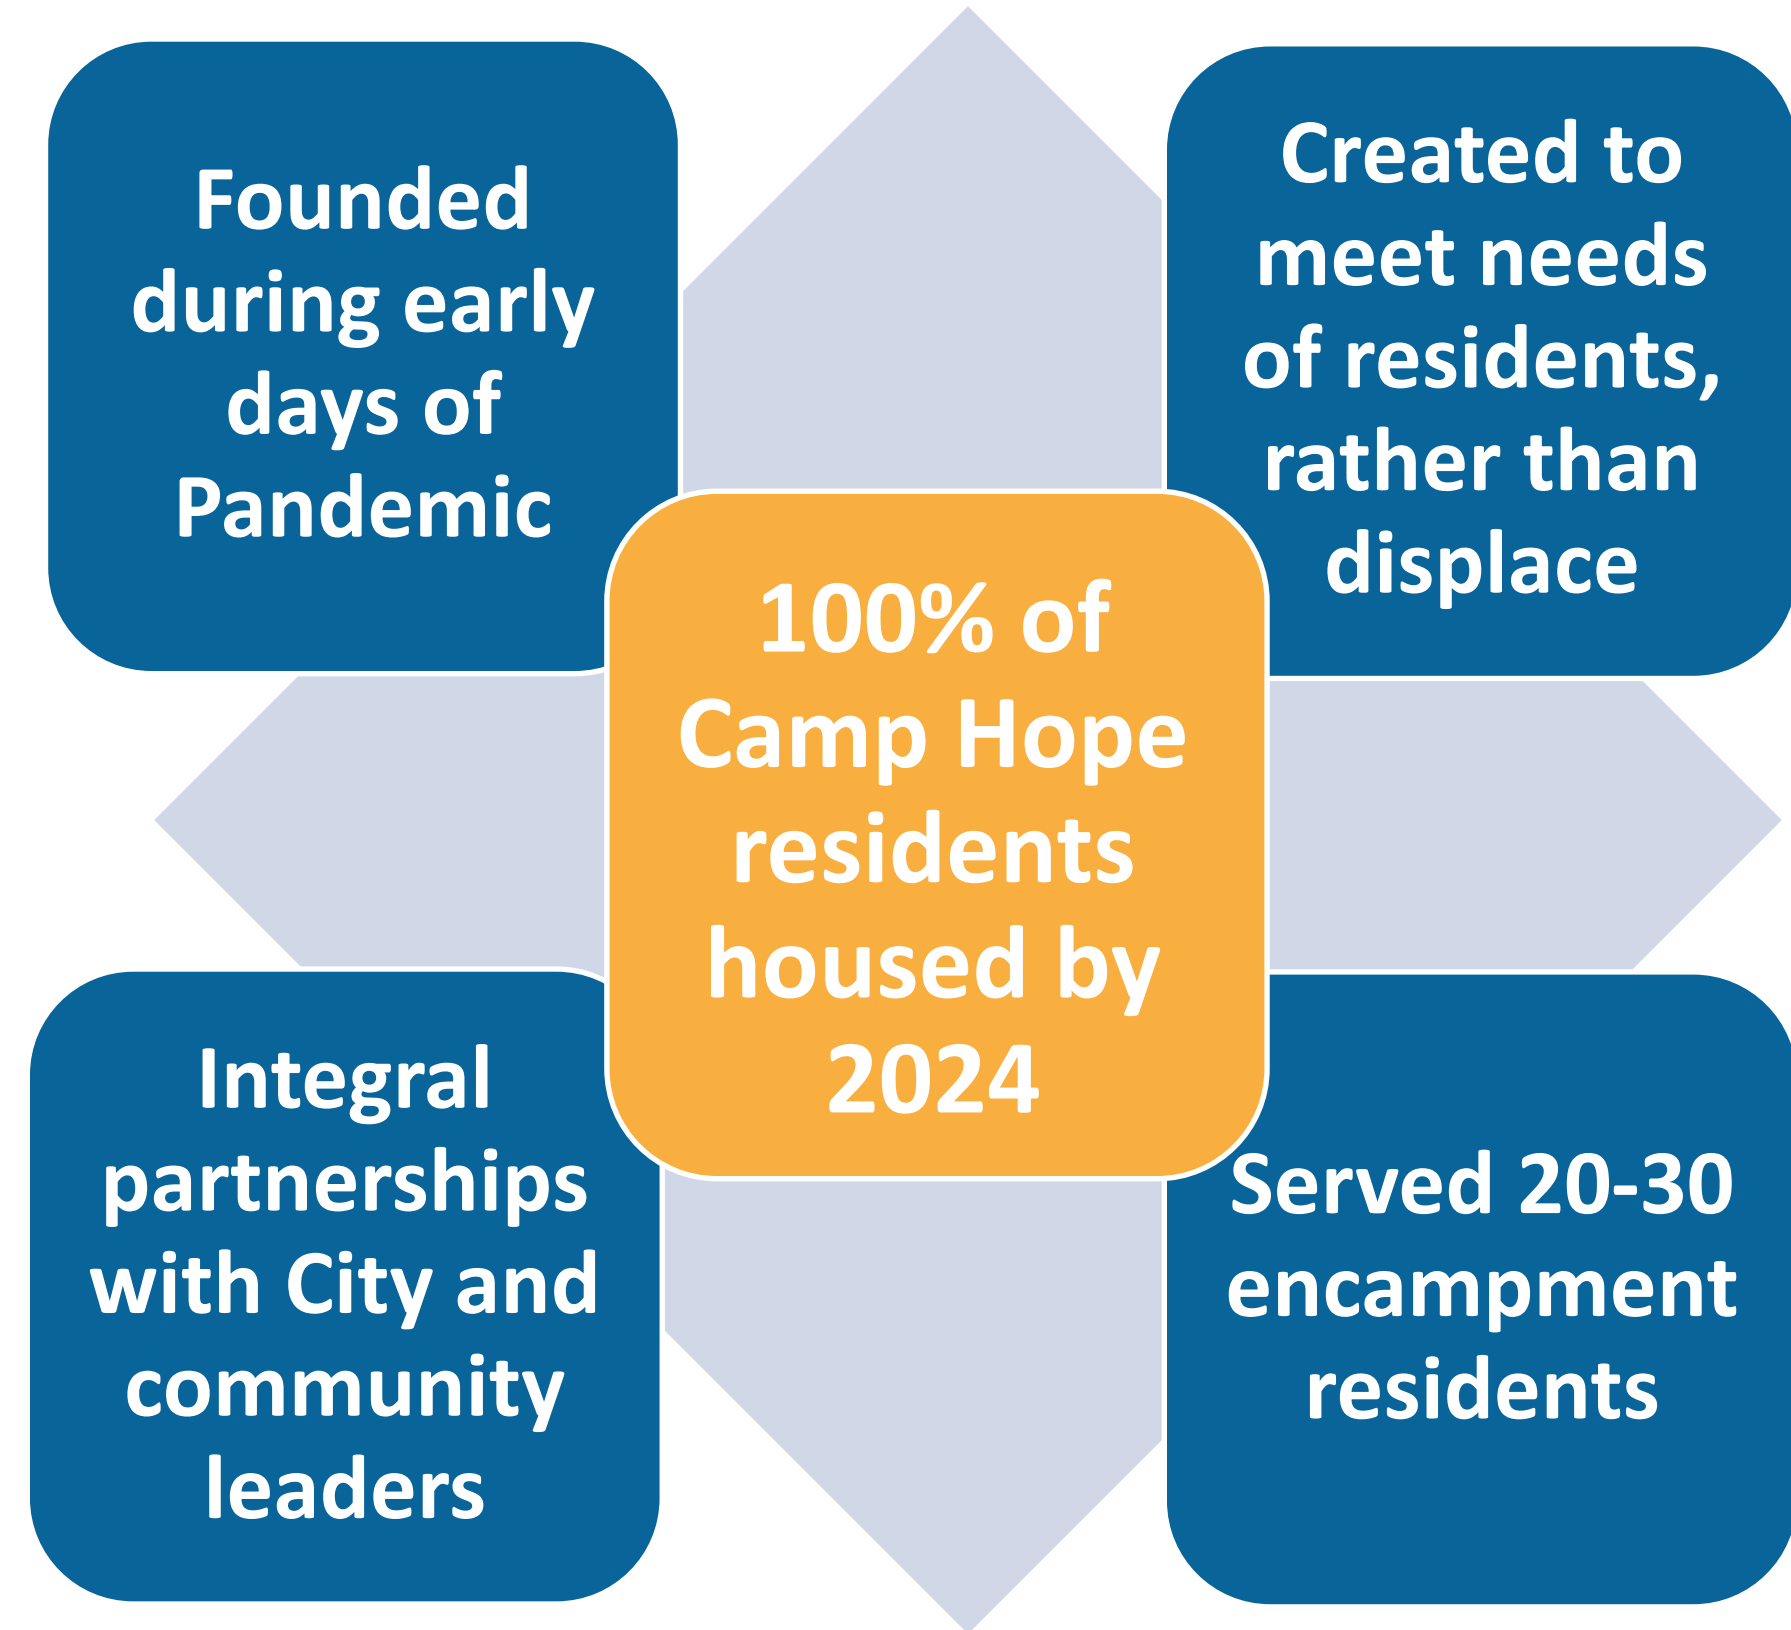 Founded
during early
days of
Pandemic
Created to
meet needs
of residents,
rather than
displace
100% of
Camp Hope
residents
housed by
2024
Integral
partnerships
with City and
community
leaders
Served 20-30
encampment
residents